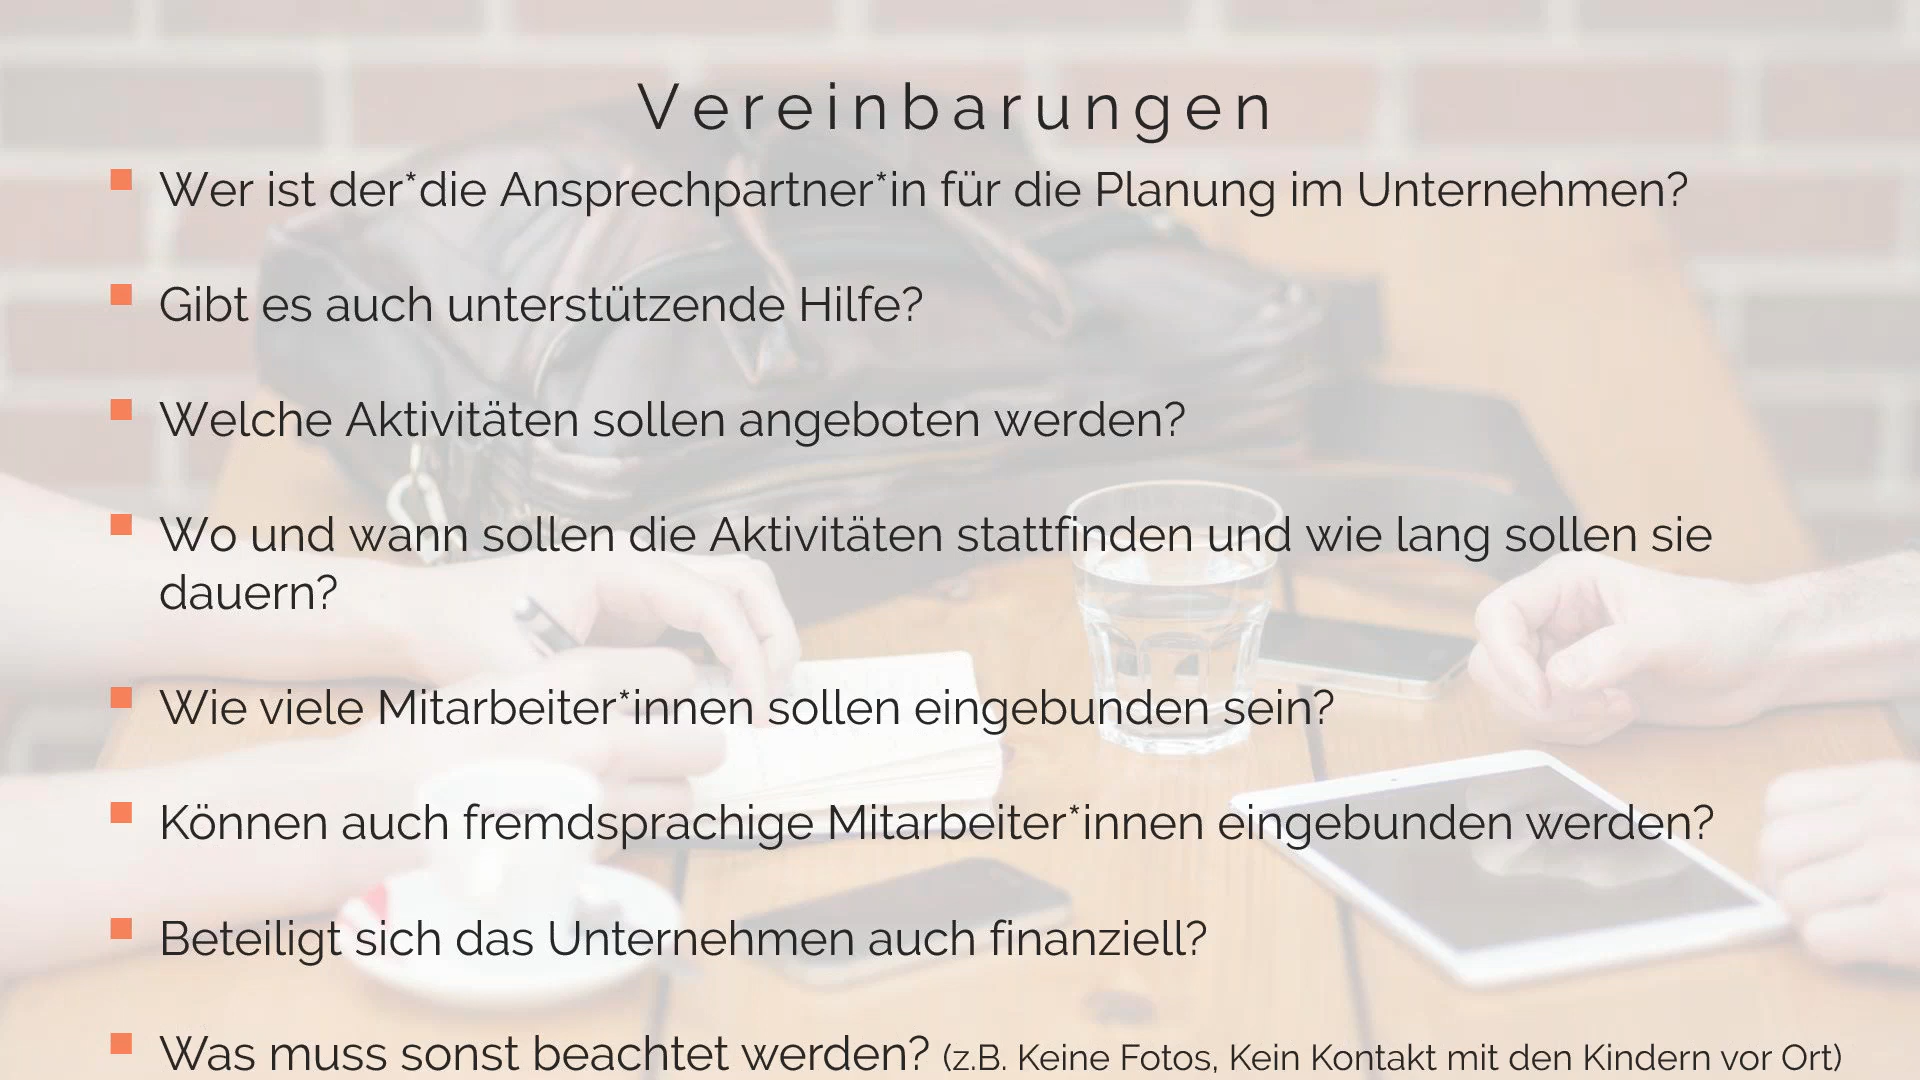 Vereinbarungen
Wer ist der*die Ansprechpartner*in für die Planung im Unternehmen?
Gibt es auch unterstützende Hilfe?
Welche Aktivitäten sollen angeboten werden?
Wo und wann sollen die Aktivitäten stattfinden und wie lang sollen sie
dauern?
Wie viele Mitarbeiter*innen sollen eingebunden sein?
Können auch fremdsprachige Mitarbeiter*innen eingebunden werden?
Beteiligt sich das Unternehmen auch finanziell?
Was muss sonst beachtet werden? (z.B. Keine Fotos, Kein Kontakt mit den Kindern vor Ort)